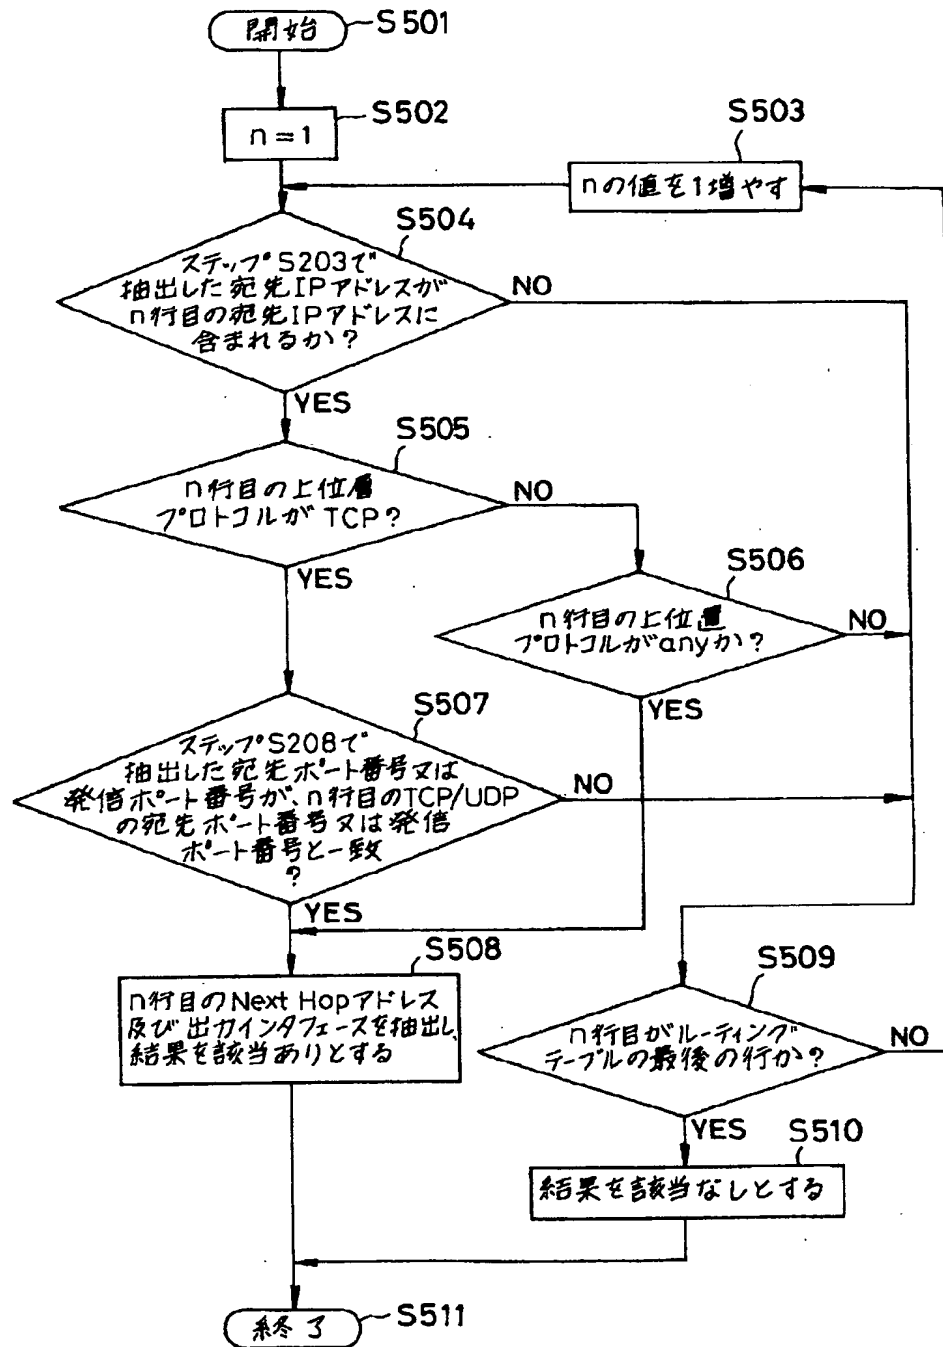 開始
S501
S502
n=1
S503
nの値を1増やす
S504
ステップS203で
抽出した宛先IPアドレスが
n行目の宛先IPアドレスに
含まれるか?
NO
YES
S505
n行目の上位層
プロトコルがTCP?
NO
YES
S506
n行目の上位置
プロトコルがanyか?
NO
YES
S507
ステップS208で
抽出した宛先ポート番号又は
発信ポート番号が、n行目のTCP/UDP
の宛先ポート番号又は発信
ポート番号と一致
?
NO
YES
S508
n行目のNext Hopアドレス
及び出力インタフェースを抽出し、
結果を該当ありとする
S509
n行目がルーティング
テーブルの最後の行か?
NO
YES
S510
結果を該当なしとする
終了
S511